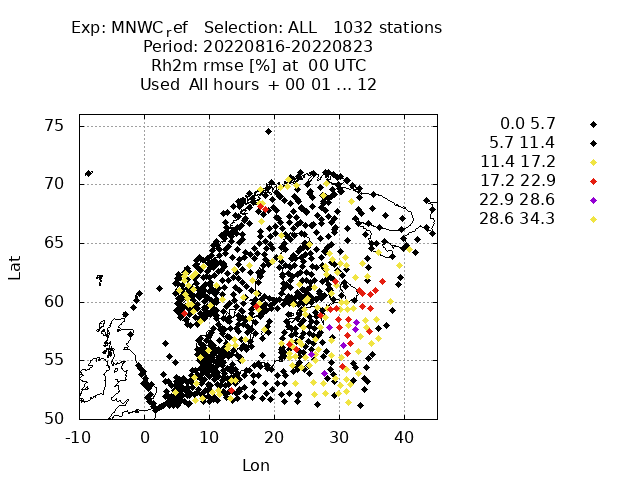 Exp: MNWC_ref   Selection: ALL   1032 stations
Period: 20220816-20220823
Rh2m rmse [%] at  00 UTC
Used  All hours  + 00 01 ... 12
0.0 5.7
5.7 11.4
11.4 17.2
17.2 22.9
22.9 28.6
28.6 34.3
75
70
65
60
55
50
Lat
-10 0 10 20 30 40
Lon